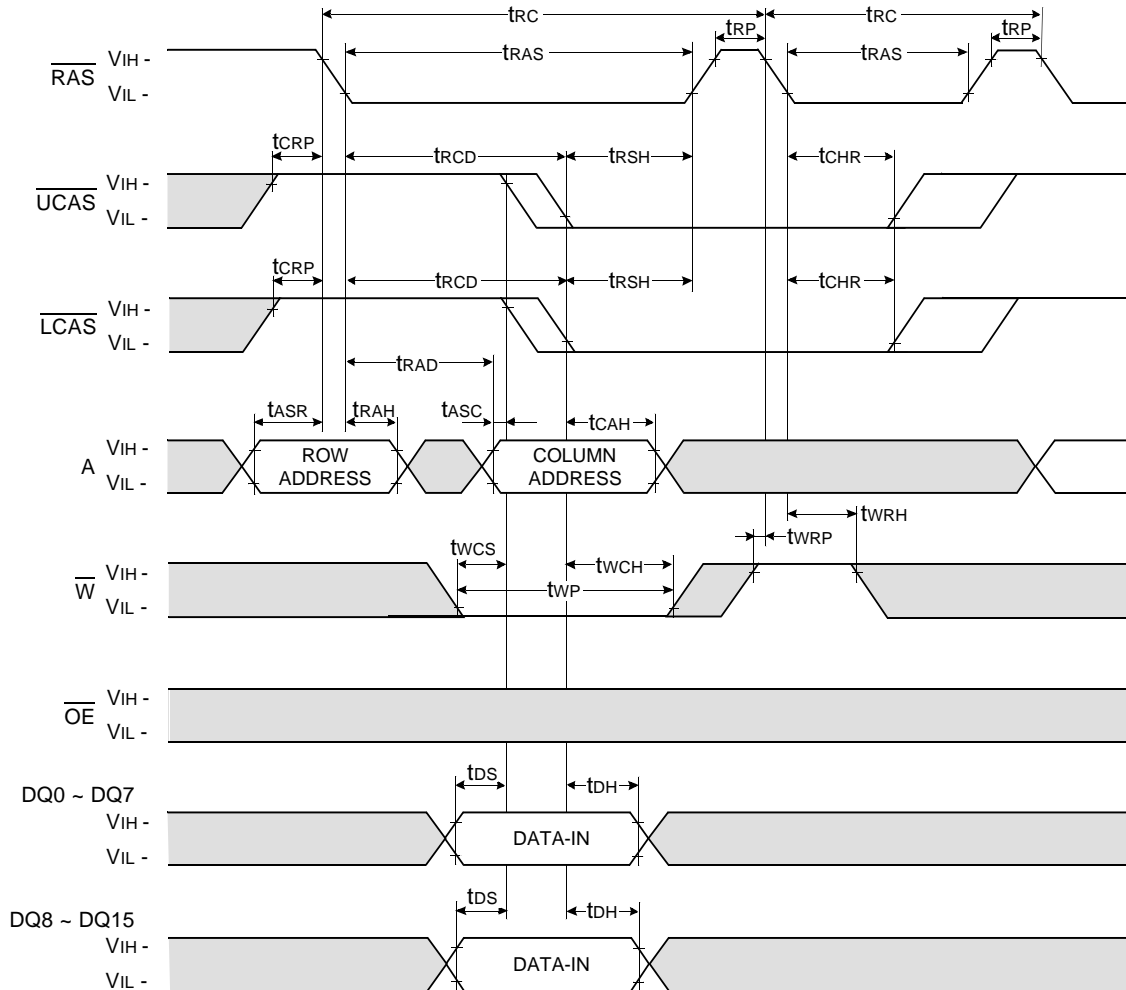 tRC tRC
tRP tRP
tRAS tRAS
RAS VIH -
VIL -
tCRP tRCD tRSH tCHR
UCAS VIH -
VIL -
tCRP tRCD tRSH tCHR
LCAS VIH -
VIL -
tRAD
tASR tRAH tASC tCAH
A VIH -
VIL -
ROW
ADDRESS
COLUMN
ADDRESS
tWRH
tWRP
tWCS tWCH
tWP
W VIH -
VIL -
OE VIH -
VIL -
tDS tDH
DQ0 ~ DQ7
VIH -
VIL -
DATA-IN
tDS tDH
DQ8 ~ DQ15
VIH -
VIL -
DATA-IN